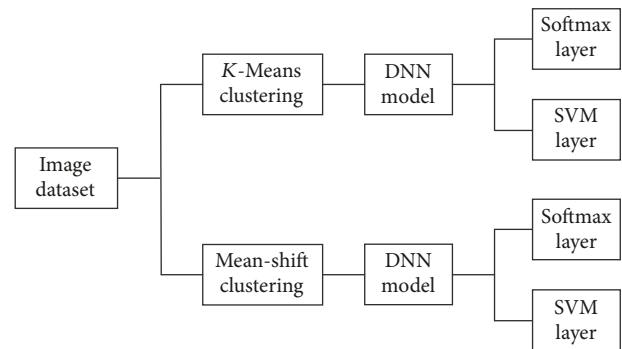 Softmax
layer
K-Means
clustering
DNN
model
SVM
layer
Image
dataset
Softmax
layer
Mean-shift
clustering
DNN
model
SVM
layer